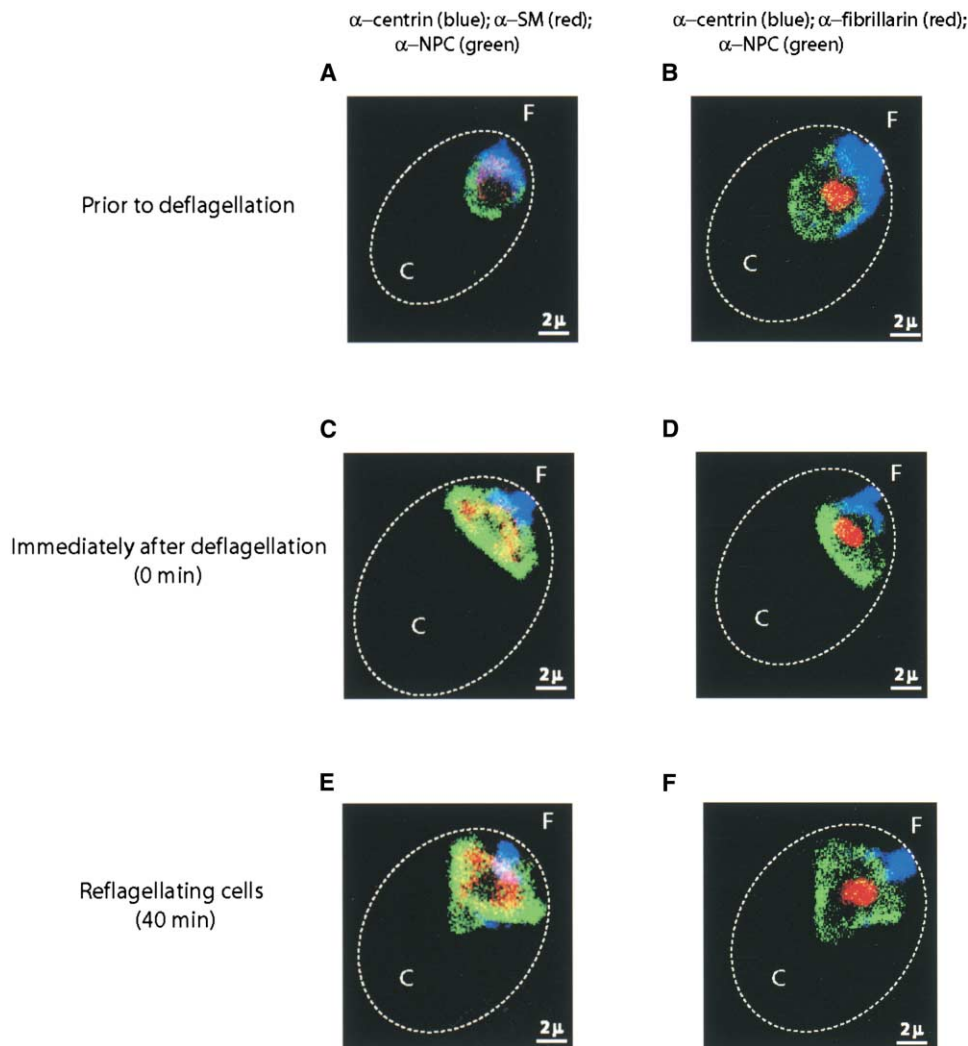 α–centrin (blue); α–SM (red);
α–NPC (green)
α–centrin (blue); α–fibrillarin (red);
α–NPC (green)
A
B
F
F
Prior to deflagellation
C
C
2μ
2μ
C
D
F
F
Immediately after deflagellation
(0 min)
C
C
2μ
2μ
E
F
F
F
Reflagellating cells
(40 min)
C
C
2μ
2μ